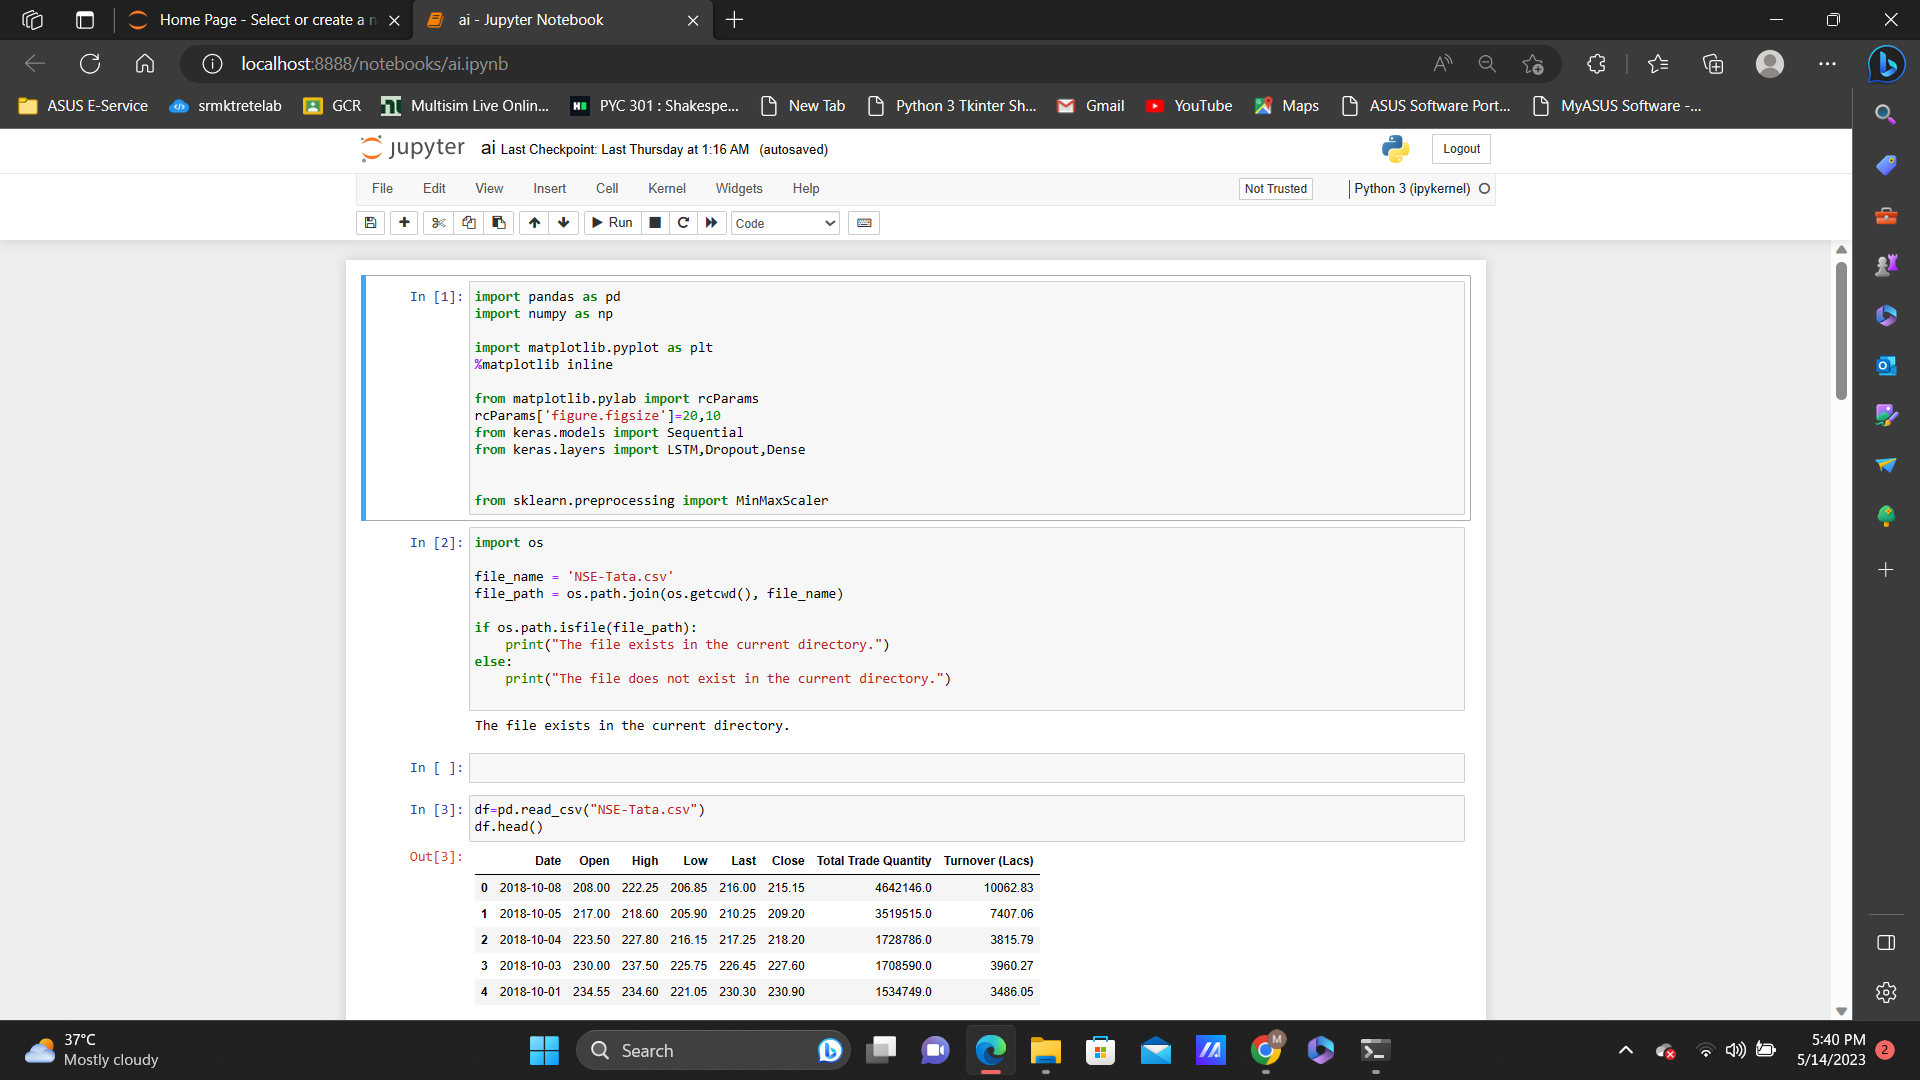 Home Page - Select or create a n
ai - Jupyter Notebook
localhost:8888/notebooks/ai.ipynb
ASUS E-Service
srmktretelab
GCR
Multisim Live Onlin...
PYC 301 : Shakespe...
New Tab
Python 3 Tkinter Sh...
Gmail
YouTube
Maps
ASUS Software Port...
MyASUS Software -...
jupyter ai Last Checkpoint: Last Thursday at 1:16 AM (autosaved)
Logout
File Edit View Insert Cell Kernel Widgets Help
Not Trusted
Python 3 (ipykernel)
Run
Code
In [1]:
import pandas as pd
import numpy as np
import matplotlib.pyplot as plt
%matplotlib inline
from matplotlib.pylab import rcParams
rcParams['figure.figsize']=20,10
from keras.models import Sequential
from keras.layers import LSTM,Dropout,Dense
from sklearn.preprocessing import MinMaxScaler
In [2]:
import os
file_name = 'NSE-Tata.csv'
file_path = os.path.join(os.getcwd(), file_name)
if os.path.isfile(file_path):
    print("The file exists in the current directory.")
else:
    print("The file does not exist in the current directory.")
The file exists in the current directory.
In [ ]:
In [3]:
df=pd.read_csv("NSE-Tata.csv")
df.head()
Out[3]:
Date Open High Low Last Close Total Trade Quantity Turnover (Lacs)
0 2018-10-08 208.00 222.25 206.85 216.00 215.15 4642146.0 10062.83
1 2018-10-05 217.00 218.60 205.90 210.25 209.20 3519515.0 7407.06
2 2018-10-04 223.50 227.80 216.15 217.25 218.20 1728786.0 3815.79
3 2018-10-03 230.00 237.50 225.75 226.45 227.60 1708590.0 3960.27
4 2018-10-01 234.55 234.60 221.05 230.30 230.90 1534749.0 3486.05
37°C
Mostly cloudy
Search
M
5:40 PM
5/14/2023
2